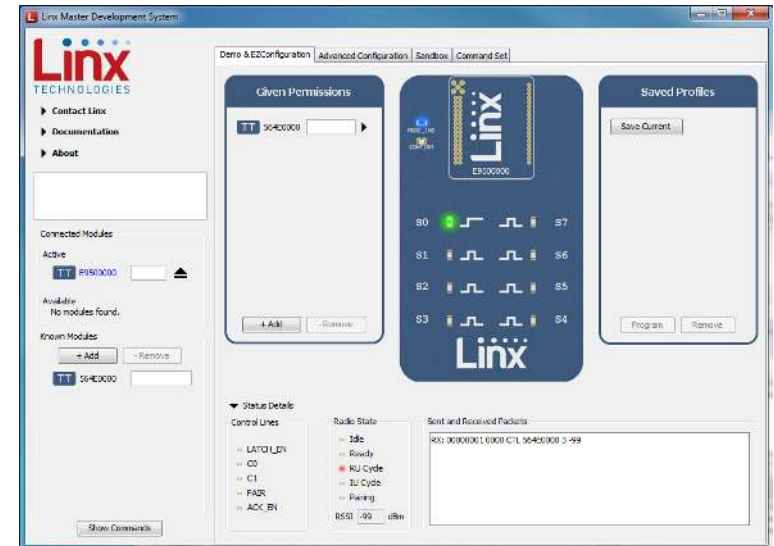 Linx Master Development System
Linx
TECHNOLOGIES
Contact Linx
Documentation
About
Connected Modules
Active
TT E9500000
Available
No modules found.
Known Modules
+ Add - Remove
TT 564E0000
Show Commands
Demo & EZConfiguration Advanced Configuration Sandbox Command Set
Given Permissions
TT 564E0000
+ Add - Remove
MODE_IND
Linx
E9500000
S0 S7
S1 S6
S2 S5
S3 S4
Linx
Saved Profiles
Save Current
Program Remove
Status Details
Control Lines
LATCH_EN
C0
C1
PAIR
ACK_EN
Radio State
Idle
Ready
RU Cycle
IU Cycle
Pairing
RSSI -99 dBm
Sent and Received Packets
RX: 00000001 0000 CTL 564E0000 3 -99